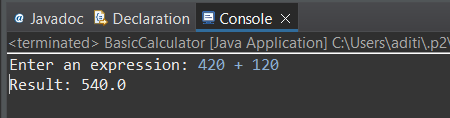 @ Javadoc Declaration Console ×
<terminated> BasicCalculator [Java Application] C:\Users\aditi\.p2\
Enter an expression: 420 + 120
Result: 540.0